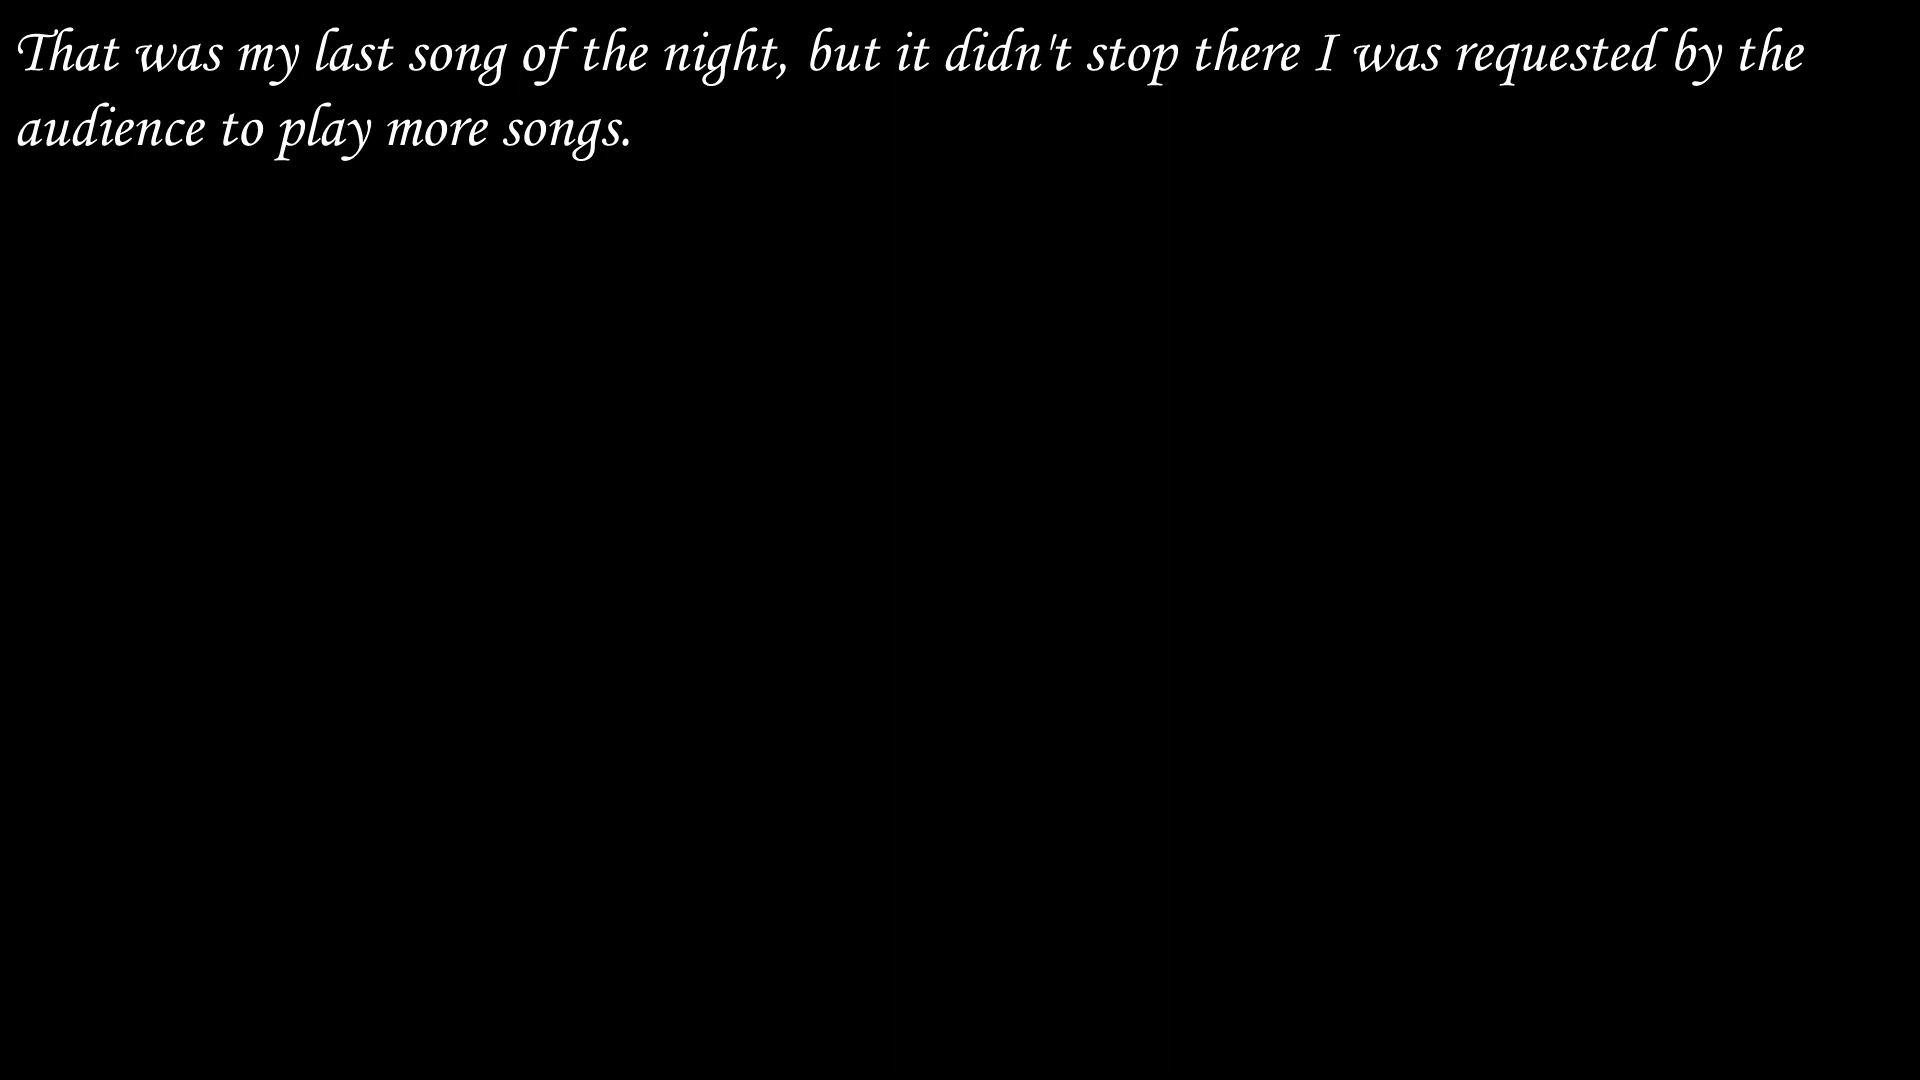 That was my last song of the night, but it didn't stop there I was requested by the
audience to play more songs.